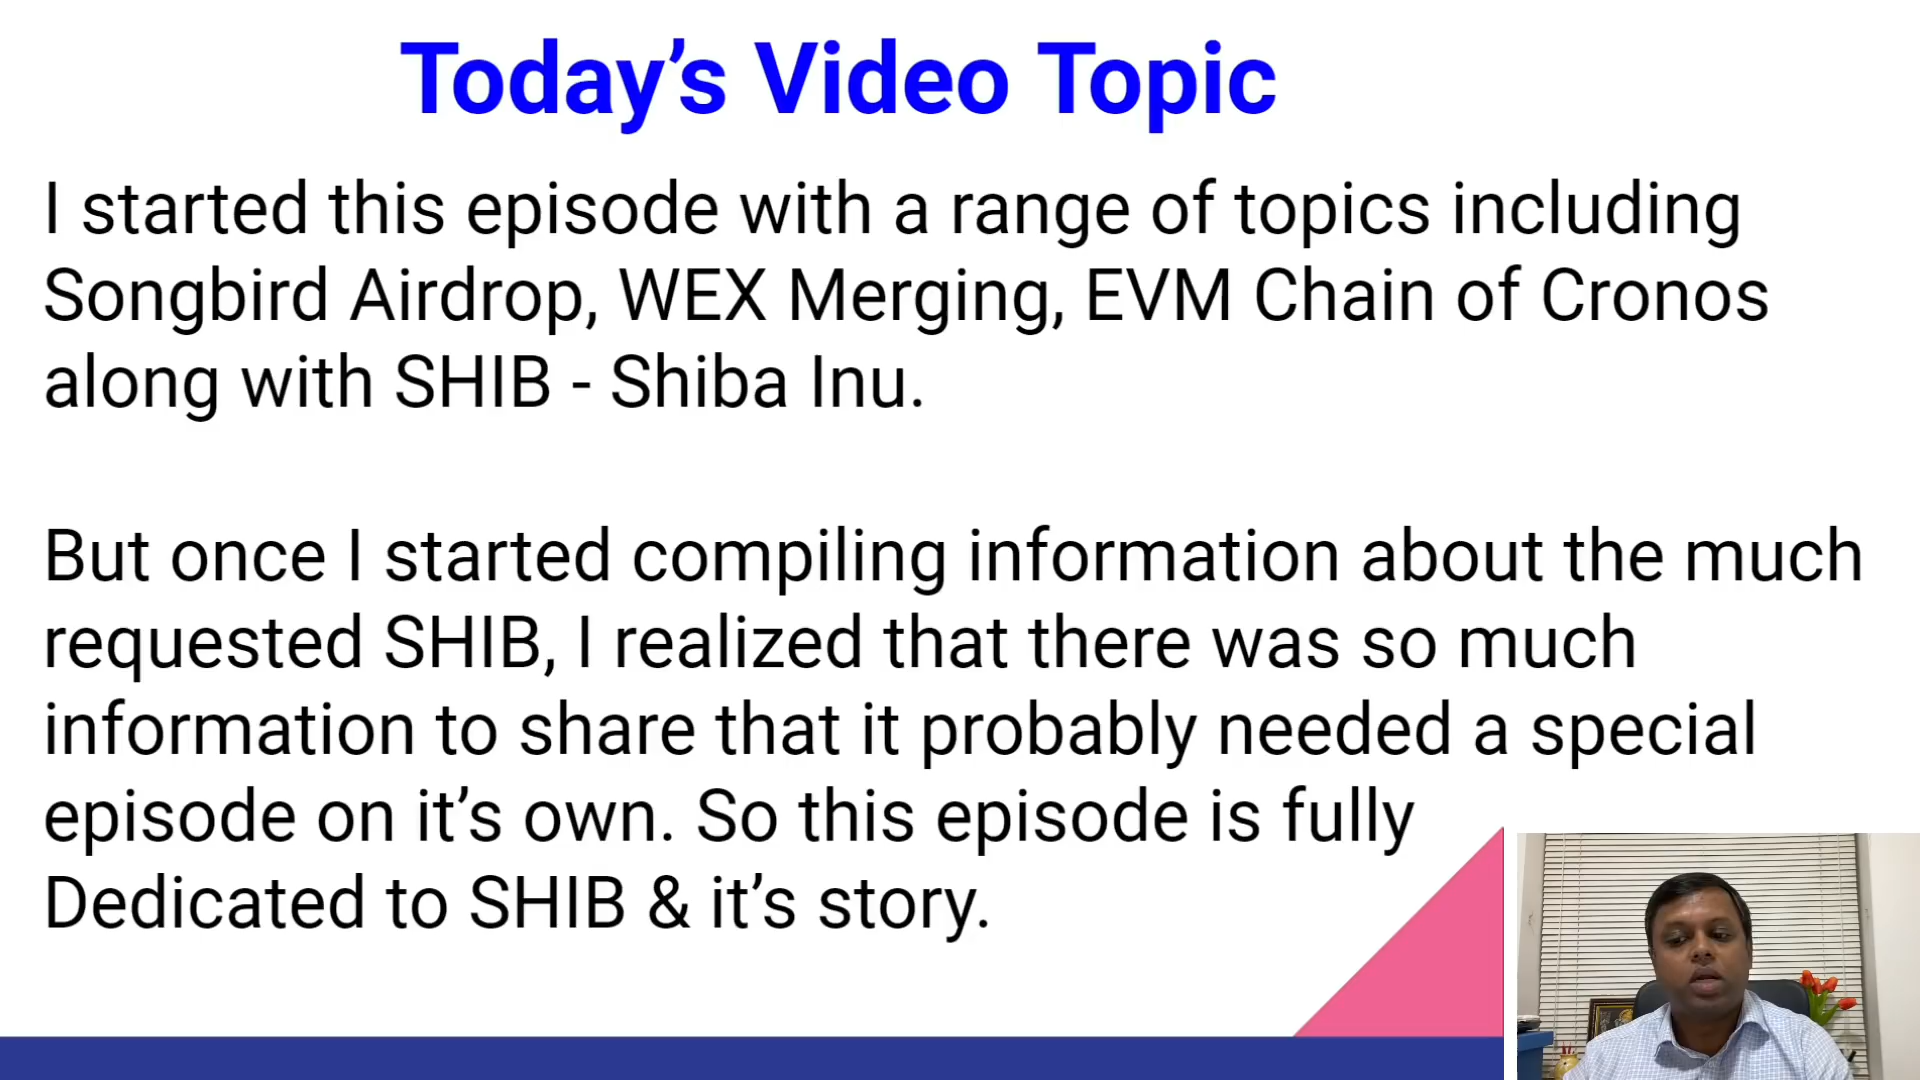 Today’s Video Topic
I started this episode with a range of topics including
Songbird Airdrop, WEX Merging, EVM Chain of Cronos
along with SHIB - Shiba Inu.
But once I started compiling information about the much
requested SHIB, I realized that there was so much
information to share that it probably needed a special
episode on it’s own. So this episode is fully
Dedicated to SHIB & it’s story.